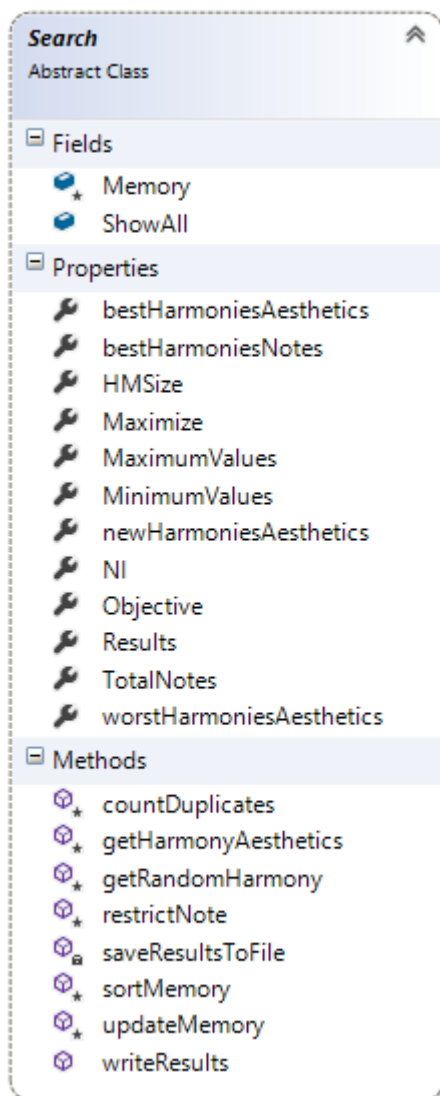 Search
Abstract Class
Fields
Memory
ShowAll
Properties
bestHarmoniesAesthetics
bestHarmoniesNotes
HMSize
Maximize
MaximumValues
MinimumValues
newHarmoniesAesthetics
NI
Objective
Results
TotalNotes
worstHarmoniesAesthetics
Methods
countDuplicates
getHarmonyAesthetics
getRandomHarmony
restrictNote
saveResultsToFile
sortMemory
updateMemory
writeResults